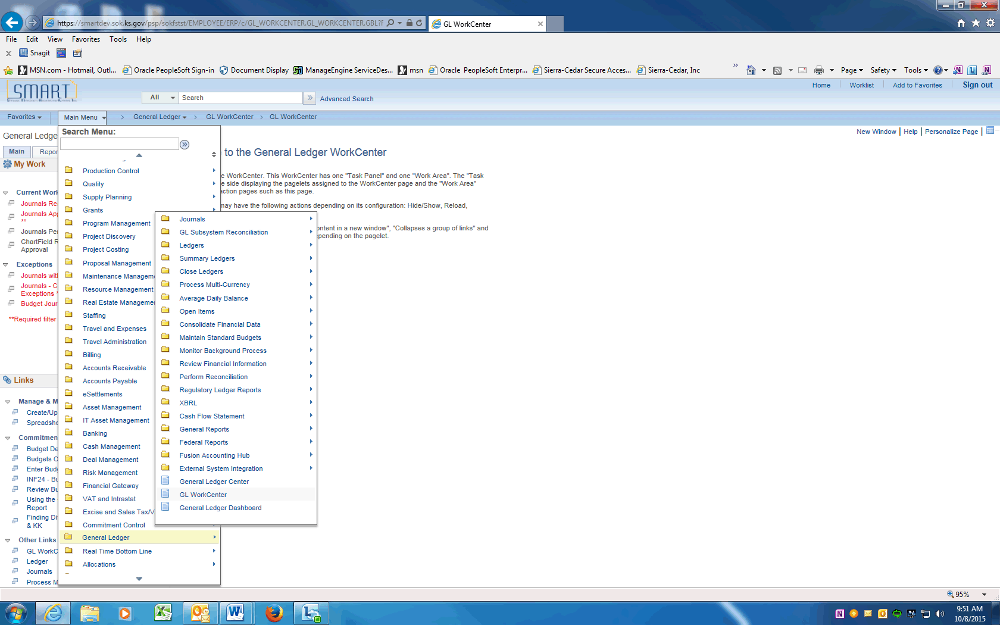 https://smartdev.sok.ks.gov/psp/sokfstst/EMPLOYEE/ERP/c/GL_WORKCENTER.GL_WORKCENTER.GBL?F
GL WorkCenter
File Edit View Favorites Tools Help
x Snagit
MSN.com - Hotmail, Outl... Oracle PeopleSoft Sign-in Document Display ManageEngine ServiceDes... msn Oracle PeopleSoft Enterpr... Sierra-Cedar Secure Acces... Sierra-Cedar, Inc » Page Safety Tools
SMART
Home Worklist Add to Favorites Sign out
All Search » Advanced Search
Favorites Main Menu > General Ledger > GL WorkCenter > GL WorkCenter
New Window | Help | Personalize Page |
General Ledge
Main Repor
My Work
Current Work
Journals Rea
Journals App
**
Journals Per
ChartField R
Approval
Exceptions
Journals with
Journals - C
Exceptions *
Budget Jour
**Required filter
Links
Manage & M
Create/Up
Spreadshe
Commitmen
Budget De
Budgets O
Enter Budg
INF24 - Bu
Review Bu
Using the
Report
Finding Di
& KK
Other Links
GL WorkC
Ledger
Journals
Process M
Search Menu:
Production Control
Quality
Supply Planning
Grants
Program Management
Project Discovery
Project Costing
Proposal Management
Maintenance Manageme
Resource Management
Real Estate Managemen
Staffing
Travel and Expenses
Travel Administration
Billing
Accounts Receivable
Accounts Payable
eSettlements
Asset Management
IT Asset Management
Banking
Cash Management
Deal Management
Risk Management
Financial Gateway
VAT and Intrastat
Excise and Sales Tax/V
Commitment Control
General Ledger
Real Time Bottom Line
Allocations
Journals
GL Subsystem Reconciliation
Ledgers
Summary Ledgers
Close Ledgers
Process Multi-Currency
Average Daily Balance
Open Items
Consolidate Financial Data
Maintain Standard Budgets
Monitor Background Process
Review Financial Information
Perform Reconciliation
Regulatory Ledger Reports
XBRL
Cash Flow Statement
General Reports
Federal Reports
Fusion Accounting Hub
External System Integration
General Ledger Center
GL WorkCenter
General Ledger Dashboard
to the General Ledger WorkCenter
e WorkCenter. This WorkCenter has one "Task Panel" and one "Work Area". The "Task
e side displaying the pagelets assigned to the WorkCenter page and the "Work Area"
action pages such as this page.
may have the following actions depending on its configuration: Hide/Show, Reload,
ontent in a new window", "Collapses a group of links" and
epending on the pagelet.
95%
9:51 AM
10/8/2015